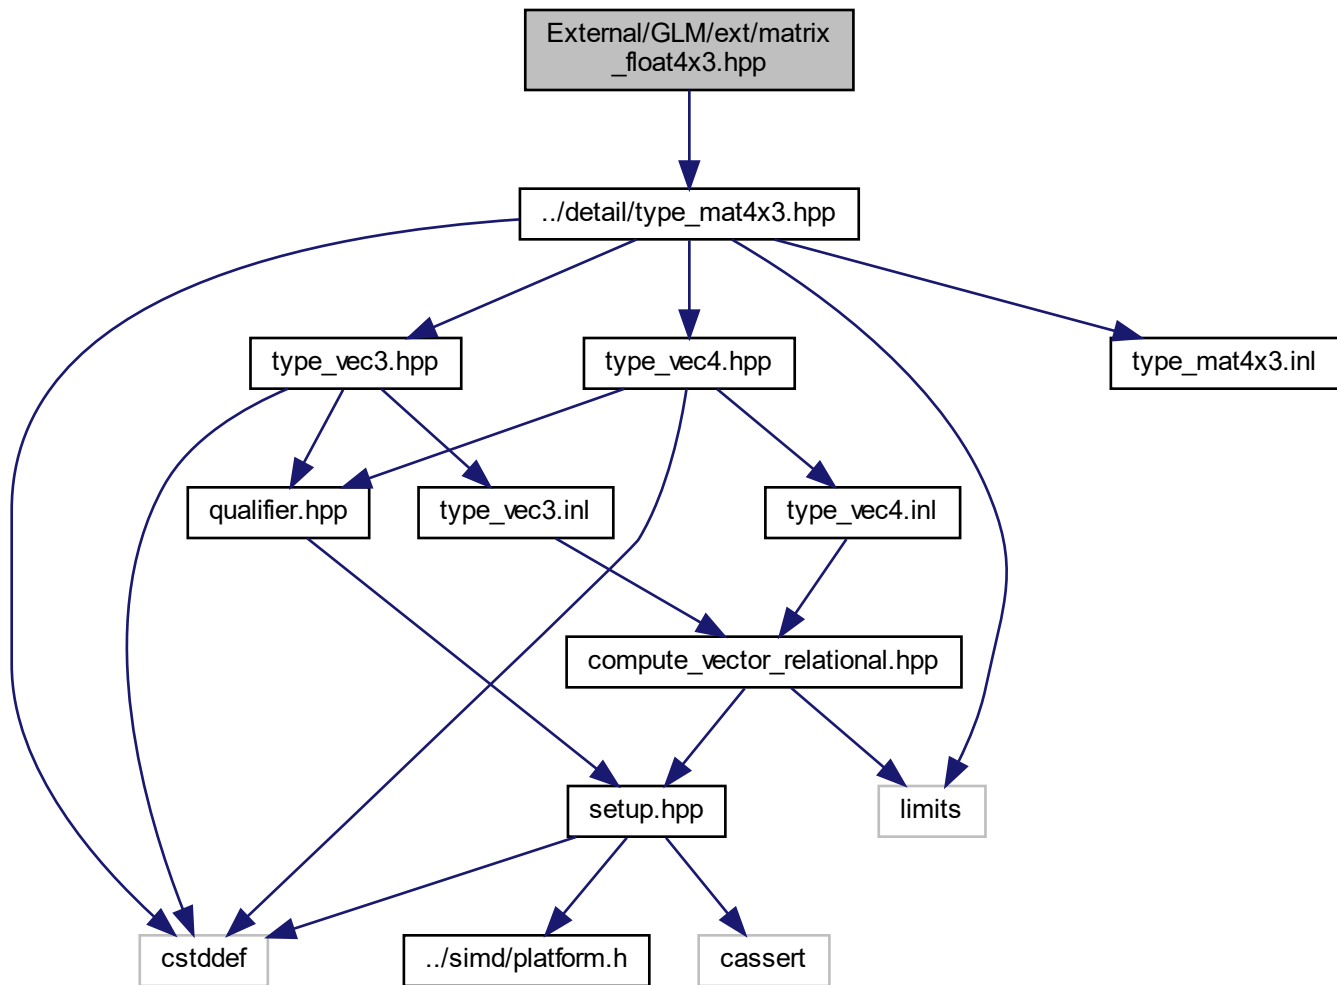 External/GLM/ext/matrix
_float4x3.hpp
../detail/type_mat4x3.hpp
type_vec3.hpp
type_vec4.hpp
type_mat4x3.inl
qualifier.hpp
type_vec3.inl
type_vec4.inl
compute_vector_relational.hpp
setup.hpp
limits
cstddef
../simd/platform.h
cassert